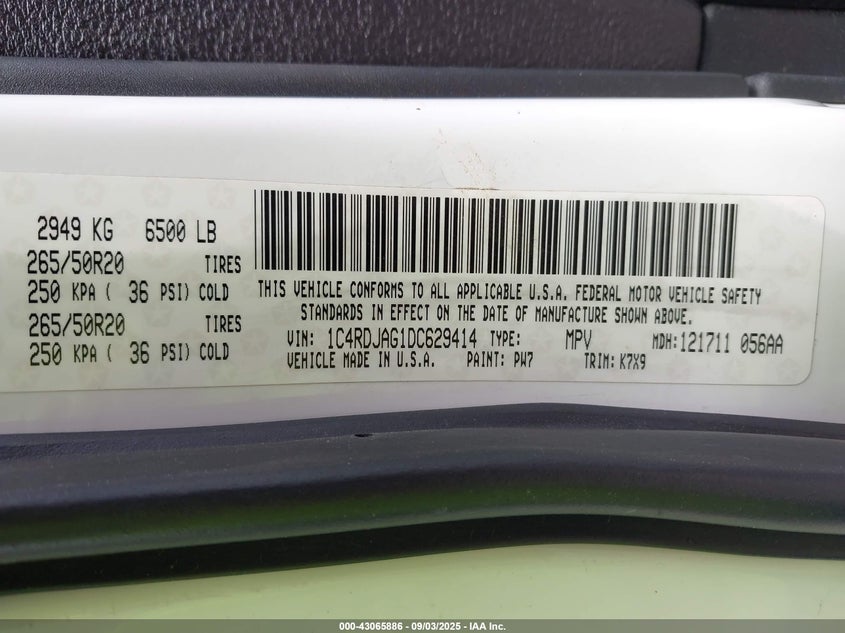 2949 KG 6500 LB
265/50R20 TIRES
250 KPA ( 36 PSI) COLD
265/50R20 TIRES
250 KPA ( 36 PSI) COLD
THIS VEHICLE CONFORMS TO ALL APPLICABLE U.S.A. FEDERAL MOTOR VEHICLE SAFETY
STANDARDS IN EFFECT ON THE DATE OF MANUFACTURE SHOWN ABOVE.
VIN: 1C4RDJAG1DC629414 TYPE: MPV MDH:121711 056AA
VEHICLE MADE IN U.S.A. PAINT: PW7 TRIM: K7X9
000-43065886 - 09/03/2025 - IAA Inc.